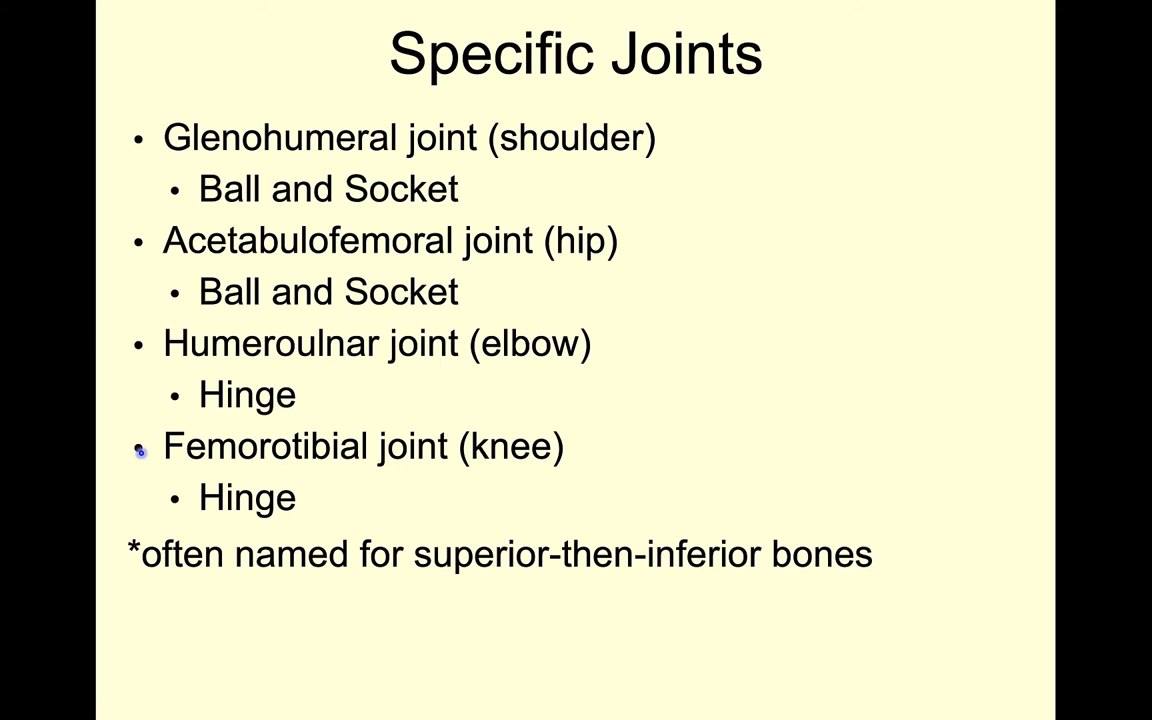 Specific Joints
• Glenohumeral joint (shoulder)
• Ball and Socket
• Acetabulofemoral joint (hip)
• Ball and Socket
• Humeroulnar joint (elbow)
• Hinge
• Femorotibial joint (knee)
• Hinge
*often named for superior-then-inferior bones